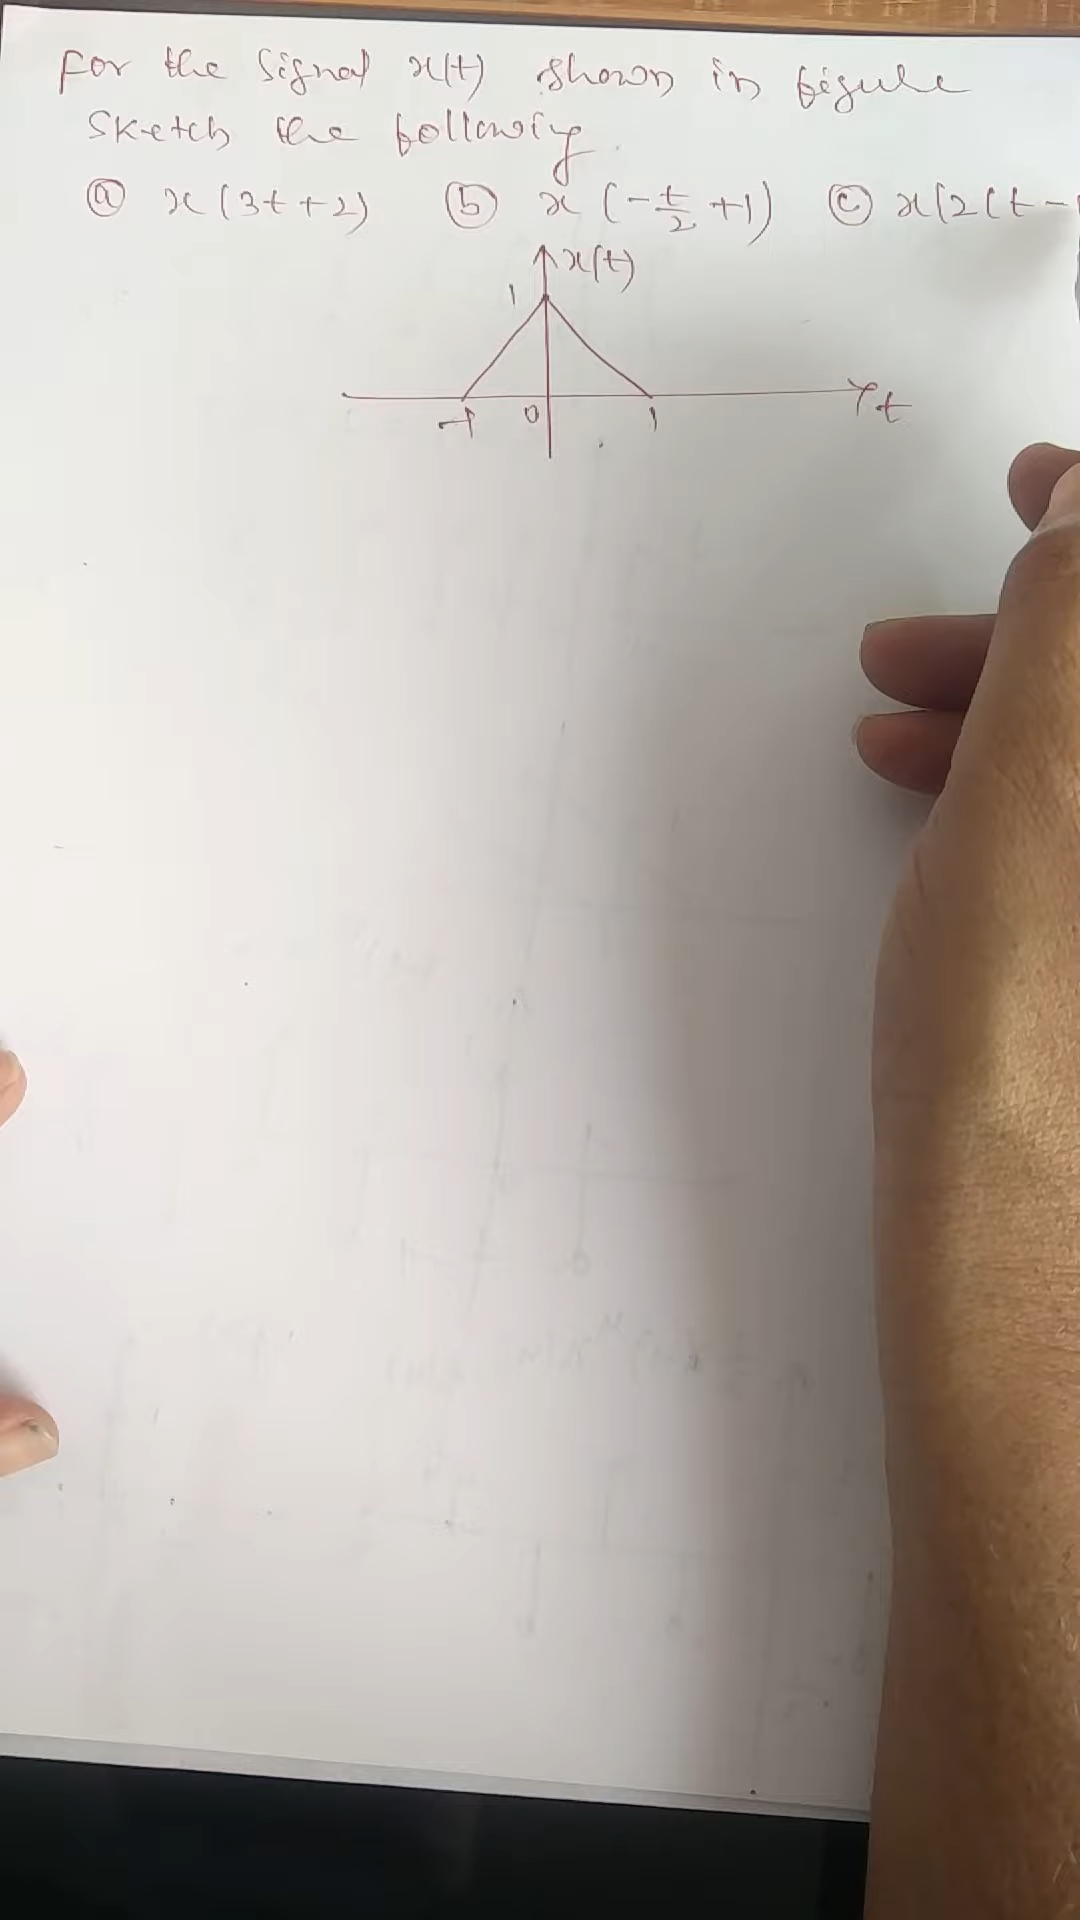 For the signal x(t) shown in figure
sketch the following.
(a) x(3t+2) (b) x(-t/2 +1) (c) x(2(t-
x(t)
1
-1 0 1 t